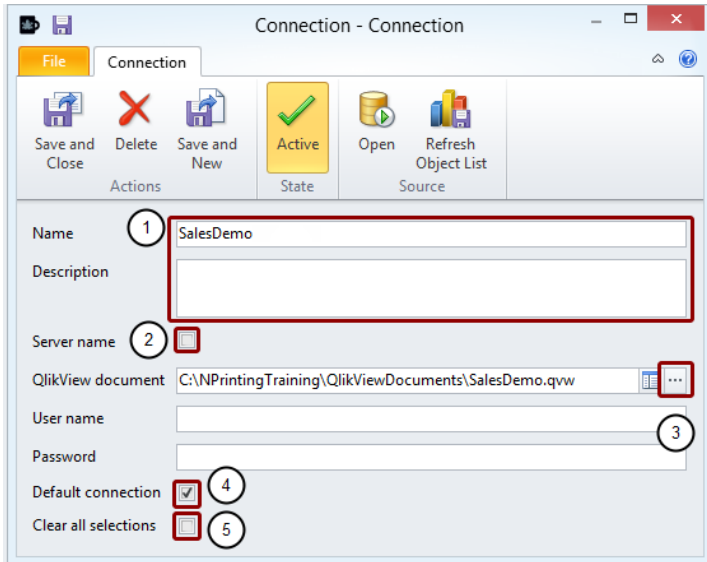 Connection - Connection
File
Connection
Save and
Close
Delete
Save and
New
Active
Open
Refresh
Object List
Actions
State
Source
Name
1
SalesDemo
Description
Server name
2
QlikView document
C:\NPrintingTraining\QlikViewDocuments\SalesDemo.qvw
...
User name
3
Password
Default connection
4
Clear all selections
5